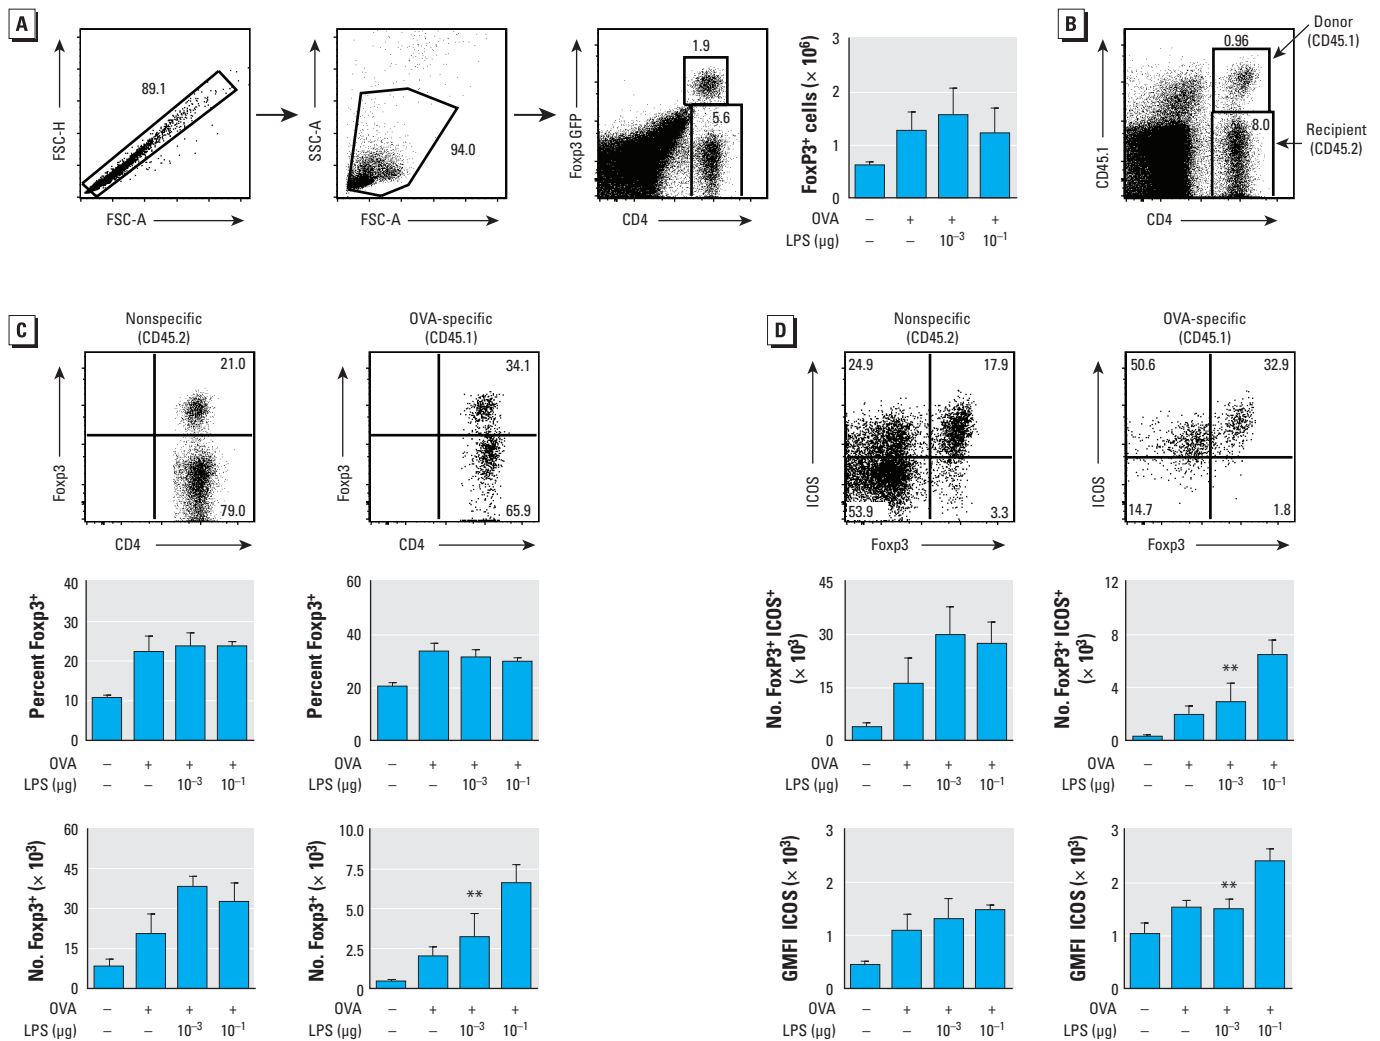 A
FSC-H
89.1
FSC-A
SSC-A
94.0
FSC-A
Foxp3 GFP
1.9
5.6
CD4
FoxP3⁺ cells (× 10⁶)
3
2
1
0
OVA – + + +
LPS (µg) – – 10⁻³ 10⁻¹
B
CD45.1
0.96
8.0
CD4
Donor
(CD45.1)
Recipient
(CD45.2)
C
Nonspecific
(CD45.2)
Foxp3
21.0
79.0
CD4
OVA-specific
(CD45.1)
Foxp3
34.1
65.9
CD4
Percent Foxp3⁺
40
30
20
10
0
OVA – + + +
LPS (µg) – – 10⁻³ 10⁻¹
Percent Foxp3⁺
60
40
20
0
OVA – + + +
LPS (µg) – – 10⁻³ 10⁻¹
No. Foxp3⁺ (× 10³)
60
45
30
15
0
OVA – + + +
LPS (µg) – – 10⁻³ 10⁻¹
No. Foxp3⁺ (× 10³)
10.0
7.5
5.0
2.5
0
**
OVA – + + +
LPS (µg) – – 10⁻³ 10⁻¹
D
Nonspecific
(CD45.2)
ICOS
24.9 17.9
53.9 3.3
Foxp3
OVA-specific
(CD45.1)
ICOS
50.6 32.9
14.7 1.8
Foxp3
No. FoxP3⁺ ICOS⁺
(× 10³)
45
30
15
0
OVA – + + +
LPS (µg) – – 10⁻³ 10⁻¹
No. FoxP3⁺ ICOS⁺
(× 10³)
12
8
4
0
**
OVA – + + +
LPS (µg) – – 10⁻³ 10⁻¹
GMFI ICOS (× 10³)
3
2
1
0
OVA – + + +
LPS (µg) – – 10⁻³ 10⁻¹
GMFI ICOS (× 10³)
3
2
1
0
**
OVA – + + +
LPS (µg) – – 10⁻³ 10⁻¹